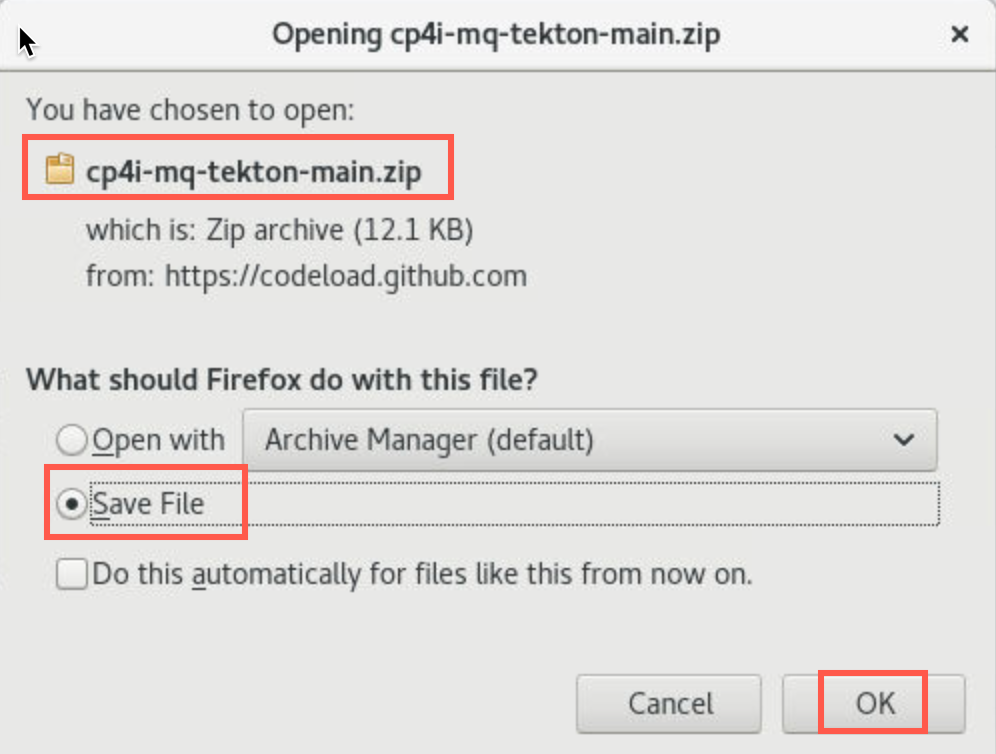 Opening cp4i-mq-tekton-main.zip
You have chosen to open:
cp4i-mq-tekton-main.zip
which is: Zip archive (12.1 KB)
from: https://codeload.github.com
What should Firefox do with this file?
Open with Archive Manager (default)
Save File
Do this automatically for files like this from now on.
Cancel OK